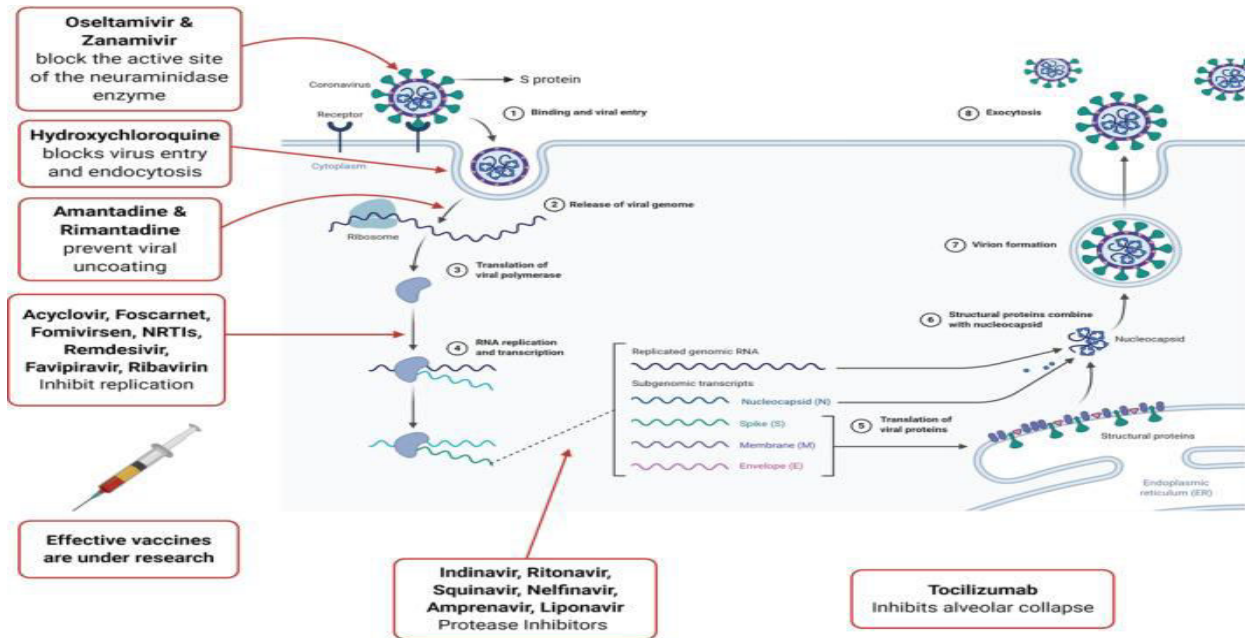 Oseltamivir &
Zanamivir
block the active site
of the neuraminidase
enzyme
Hydroxychloroquine
blocks virus entry
and endocytosis
Amantadine &
Rimantadine
prevent viral
uncoating
Acyclovir, Foscarnet,
Fomivirsen, NRTIs,
Remdesivir,
Favipiravir, Ribavirin
Inhibit replication
Effective vaccines
are under research
Coronavirus
S protein
Receptor
Cytoplasm
1 Binding and viral entry
2 Release of viral genome
Ribosome
3 Translation of
viral polymerase
4 RNA replication
and transcription
Replicated genomic RNA
Subgenomic transcripts
Nucleocapsid (N)
Spike (S)
Membrane (M)
Envelope (E)
5 Translation of
viral proteins
Structural proteins
Endoplasmic
reticulum (ER)
6 Structural proteins combine
with nucleocapsid
Nucleocapsid
7 Virion formation
8 Exocytosis
Indinavir, Ritonavir,
Squinavir, Nelfinavir,
Amprenavir, Liponavir
Protease Inhibitors
Tocilizumab
Inhibits alveolar collapse